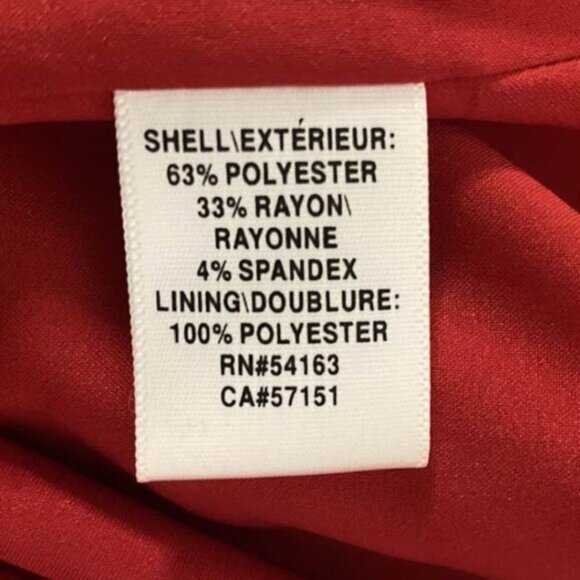 SHELL\EXTÉRIEUR:
63% POLYESTER
33% RAYON\
RAYONNE
4% SPANDEX
LINING\DOUBLURE:
100% POLYESTER
RN#54163
CA#57151